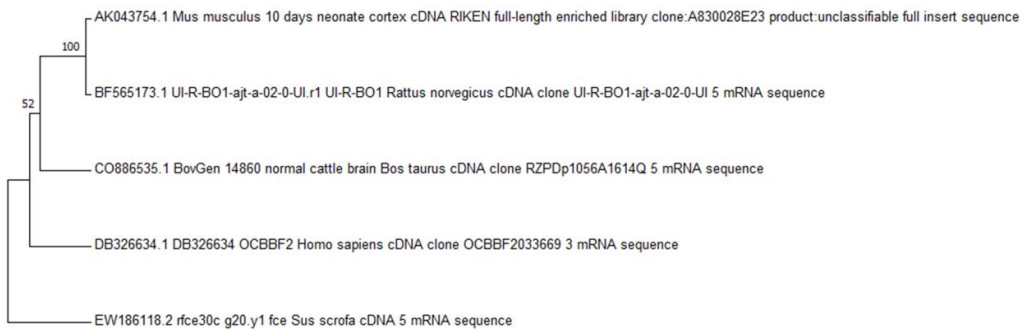 AK043754.1 Mus musculus 10 days neonate cortex cDNA RIKEN full-length enriched library clone:A830028E23 product:unclassifiable full insert sequence
100
BF565173.1 UI-R-BO1-ajt-a-02-0-UI.r1 UI-R-BO1 Rattus norvegicus cDNA clone UI-R-BO1-ajt-a-02-0-UI 5 mRNA sequence
52
CO886535.1 BovGen 14860 normal cattle brain Bos taurus cDNA clone RZPDp1056A1614Q 5 mRNA sequence
DB326634.1 DB326634 OCBBF2 Homo sapiens cDNA clone OCBBF2033669 3 mRNA sequence
EW186118.2 rfce30c g20.y1 fce Sus scrofa cDNA 5 mRNA sequence